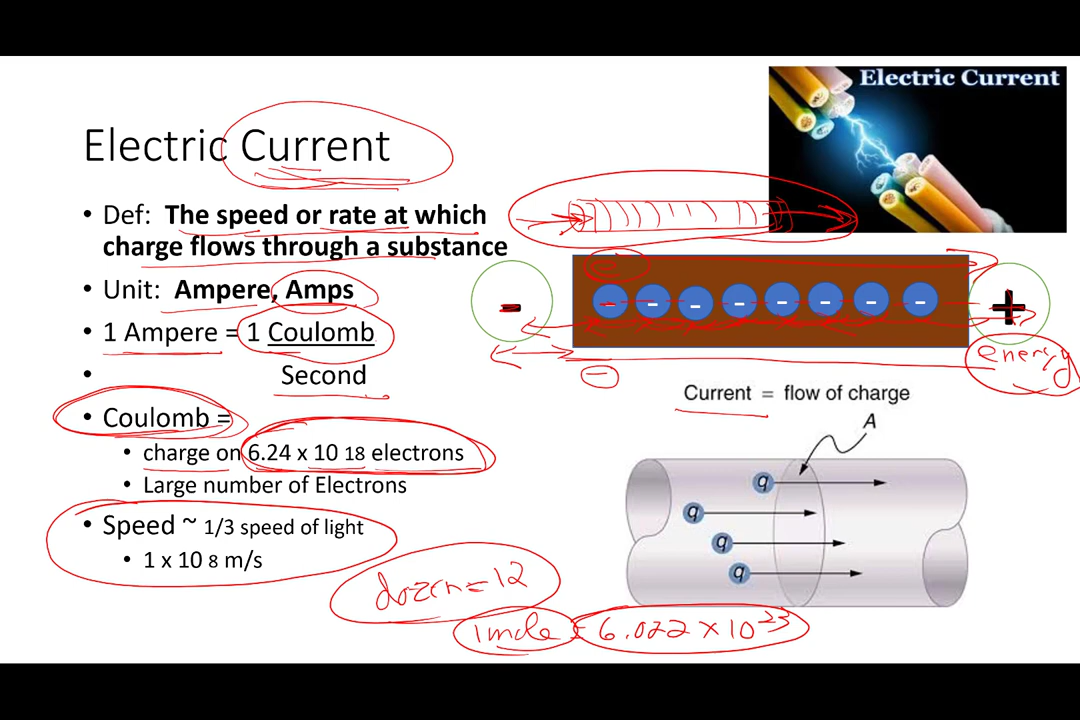 Electric Current
Electric Current
• Def: The speed or rate at which
charge flows through a substance
• Unit: Ampere, Amps
• 1 Ampere = 1 Coulomb
• Second
• Coulomb =
• charge on 6.24 x 10 18 electrons
• Large number of Electrons
• Speed ~ 1/3 speed of light
• 1 x 10 8 m/s
- - - - - - - - - +
energy
−
Current = flow of charge
A
q
q
q
q
dozen = 12
1 mole = 6.022 × 10²³